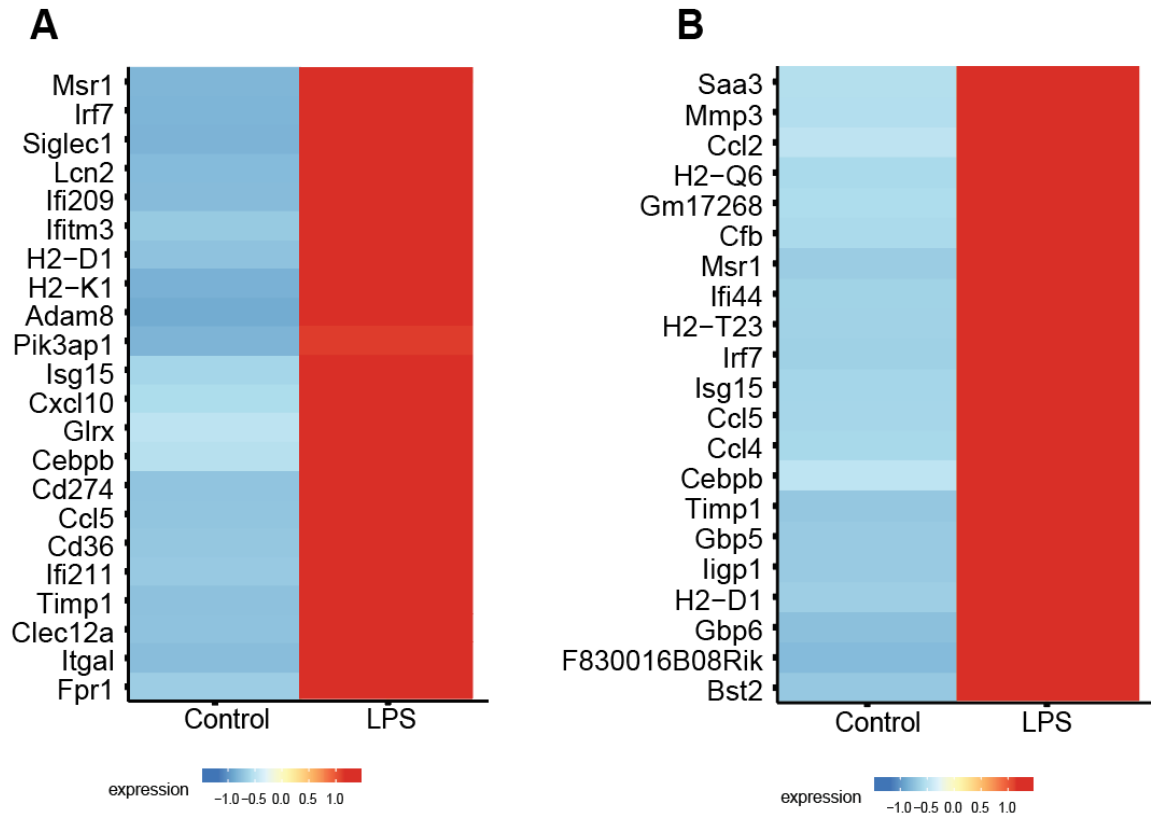 A
Msr1
Irf7
Siglec1
Lcn2
Ifi209
Ifitm3
H2−D1
H2−K1
Adam8
Pik3ap1
Isg15
Cxcl10
Glrx
Cebpb
Cd274
Ccl5
Cd36
Ifi211
Timp1
Clec12a
Itgal
Fpr1
Control LPS
expression
−1.0 −0.5 0.0 0.5 1.0
B
Saa3
Mmp3
Ccl2
H2−Q6
Gm17268
Cfb
Msr1
Ifi44
H2−T23
Irf7
Isg15
Ccl5
Ccl4
Cebpb
Timp1
Gbp5
Iigp1
H2−D1
Gbp6
F830016B08Rik
Bst2
Control LPS
expression
−1.0 −0.5 0.0 0.5 1.0